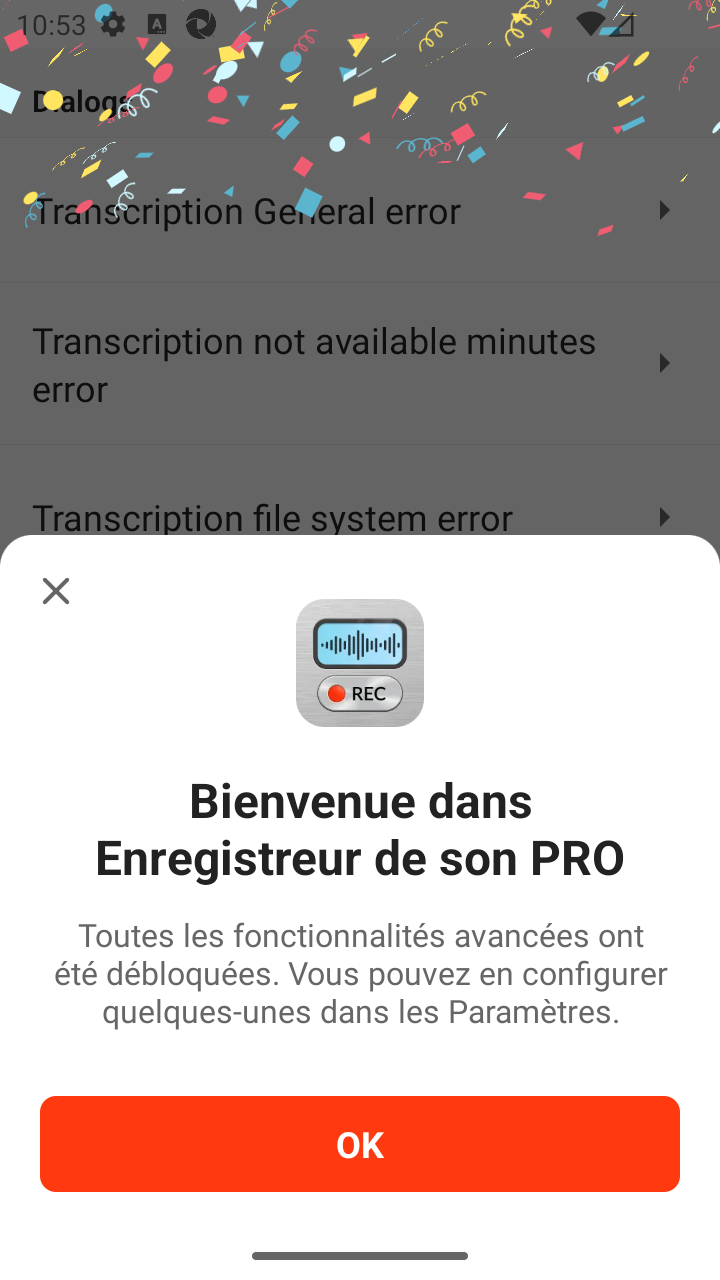 10:53
Dialogs
Transcription General error
Transcription not available minutes
error
Transcription file system error
REC
Bienvenue dans
Enregistreur de son PRO
Toutes les fonctionnalités avancées ont
été débloquées. Vous pouvez en configurer
quelques-unes dans les Paramètres.
OK